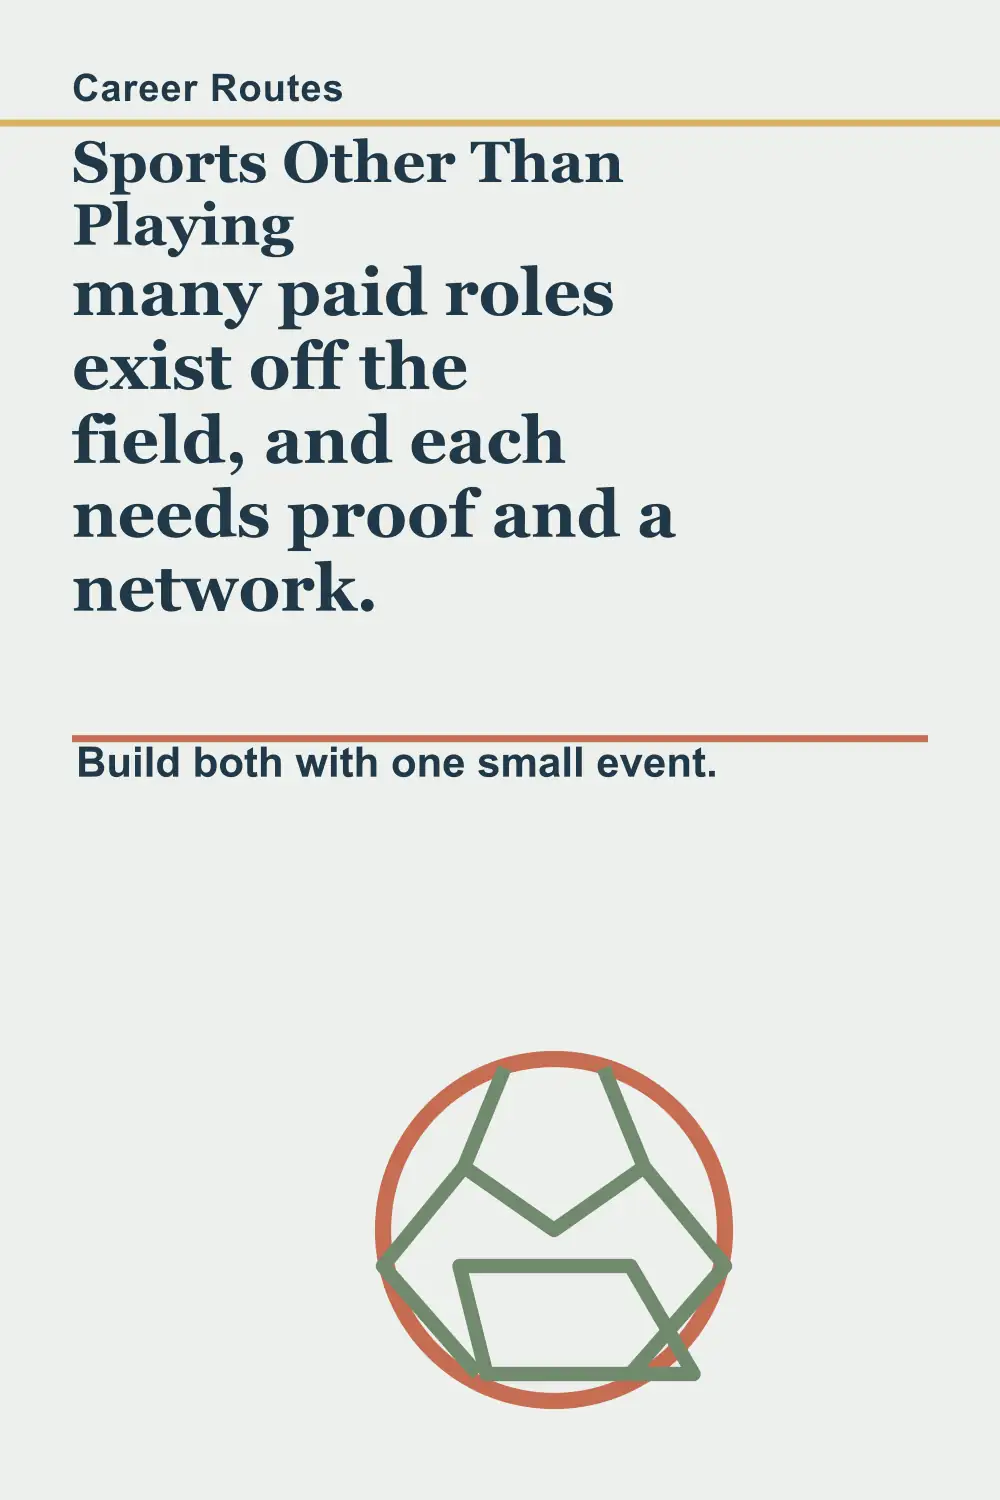 Career Routes
Sports Other Than
Playing
many paid roles
exist off the
field, and each
needs proof and a
network.
Build both with one small event.